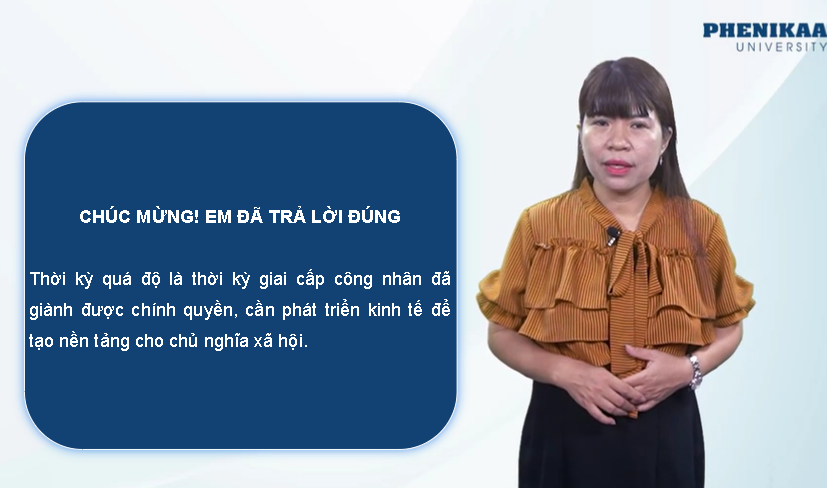 PHENIKAA
UNIVERSITY
CHÚC MỪNG! EM ĐÃ TRẢ LỜI ĐÚNG
Thời kỳ quá độ là thời kỳ giai cấp công nhân đã
giành được chính quyền, cần phát triển kinh tế để
tạo nền tảng cho chủ nghĩa xã hội.